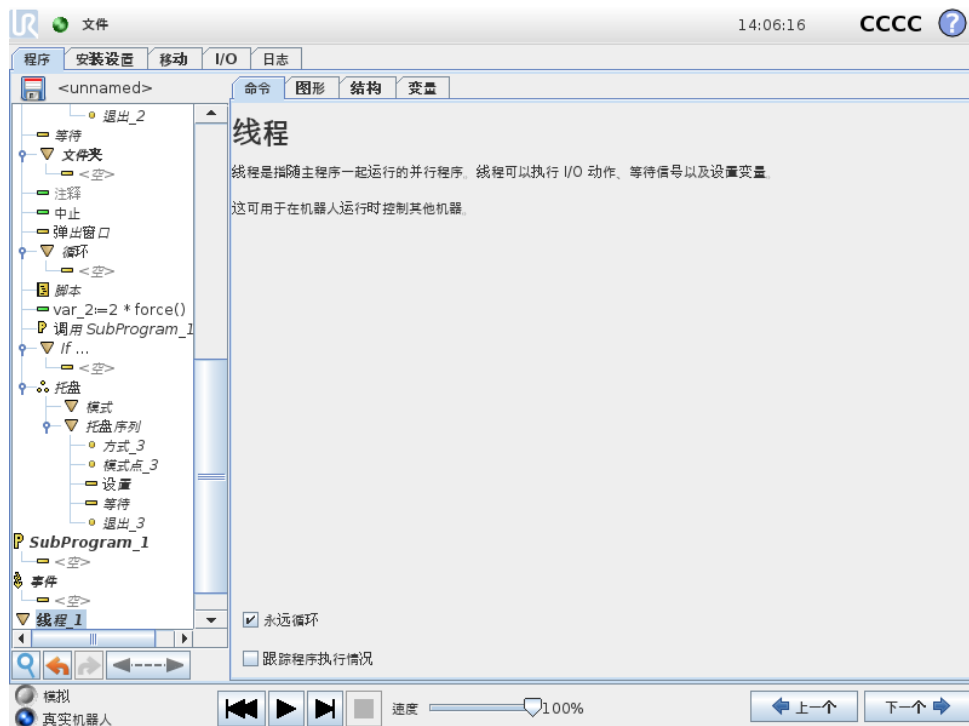 UR 文件 14:06:16 CCCC ?
程序 安装设置 移动 I/O 日志
<unnamed>
命令 图形 结构 变量
退出_2
等待
文件夹
<空>
注释
中止
弹出窗口
循环
<空>
脚本
var_2:=2 * force()
P 调用 SubProgram_1
If ...
<空>
托盘
模式
托盘序列
方式_3
模式点_3
设置
等待
退出_3
P SubProgram_1
<空>
事件
<空>
线程_1
线程
线程是指随主程序一起运行的并行程序。线程可以执行 I/O 动作、等待信号以及设置变量。
这可用于在机器人运行时控制其他机器。
永远循环
跟踪程序执行情况
模拟
真实机器人
速度 100%
上一个 下一个